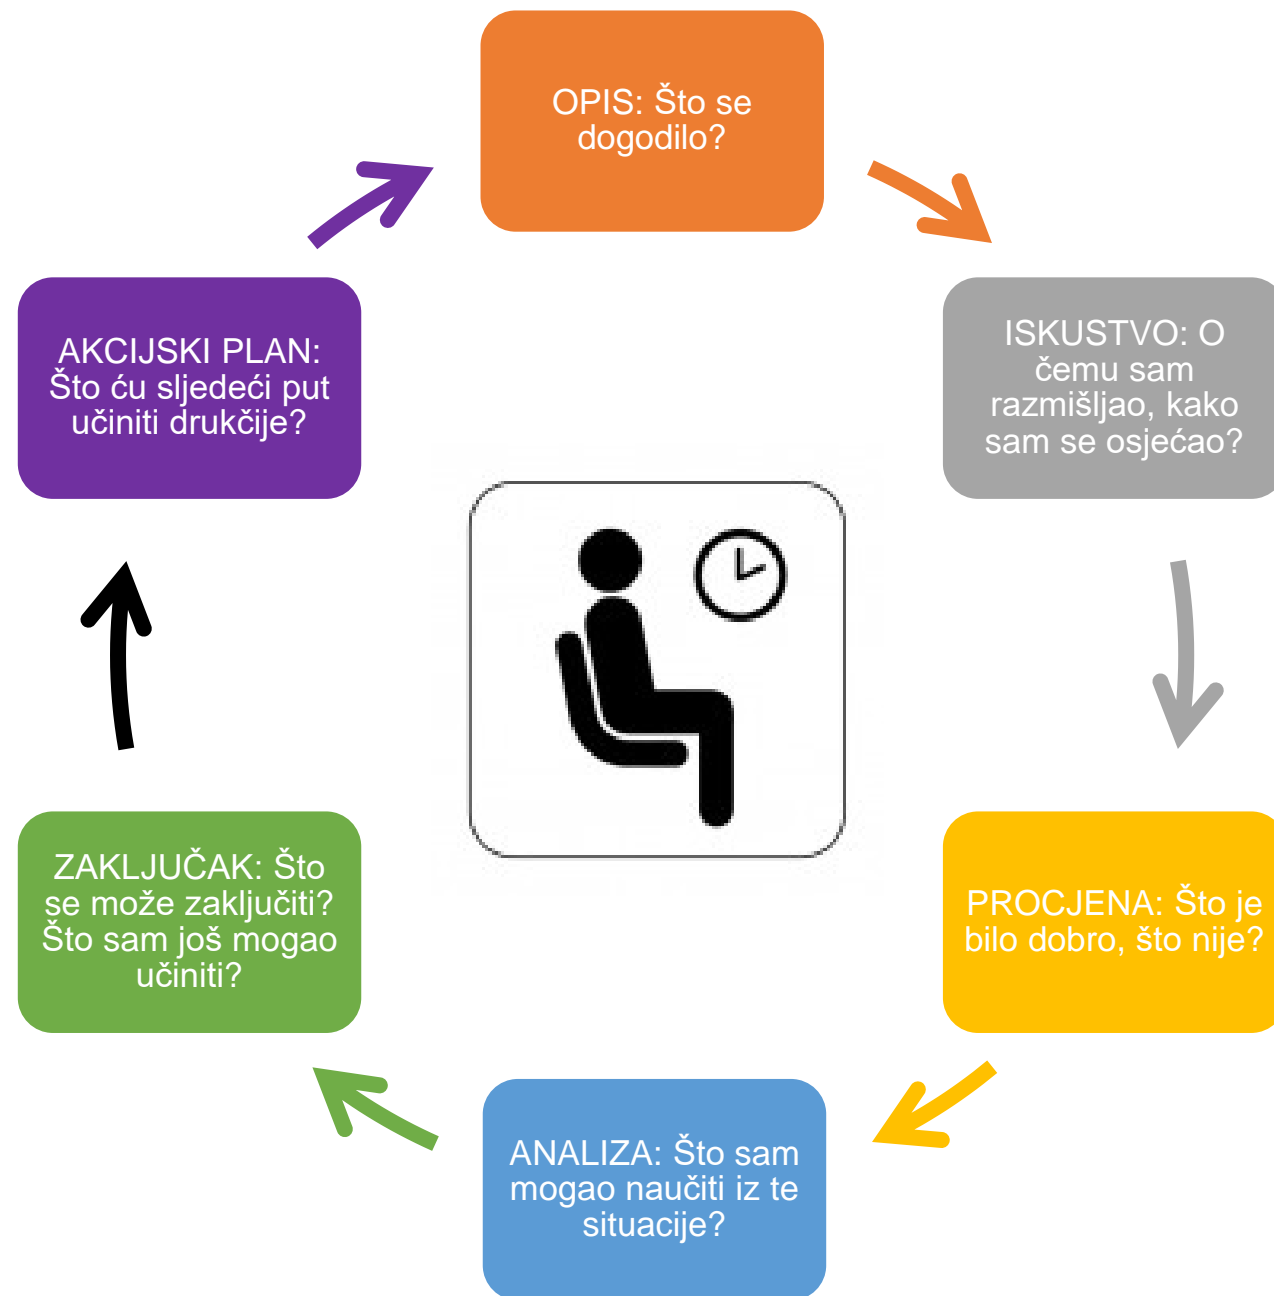 OPIS: Što se
dogodilo?
ISKUSTVO: O
čemu sam
razmišljao, kako
sam se osjećao?
PROCJENA: Što je
bilo dobro, što nije?
ANALIZA: Što sam
mogao naučiti iz te
situacije?
ZAKLJUČAK: Što
se može zaključiti?
Što sam još mogao
učiniti?
AKCIJSKI PLAN:
Što ću sljedeći put
učiniti drukčije?